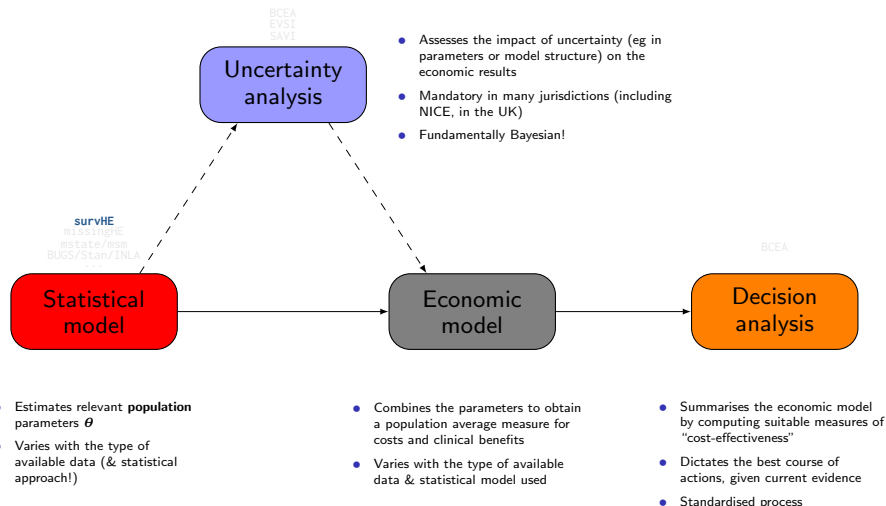 BCEA
EVSI
SAVI
Uncertainty
analysis
• Assesses the impact of uncertainty (eg in
parameters or model structure) on the
economic results
• Mandatory in many jurisdictions (including
NICE, in the UK)
• Fundamentally Bayesian!
survHE
missingHE
mstate/msm
BUGS/Stan/INLA
...
Statistical
model
Economic
model
BCEA
Decision
analysis
• Estimates relevant population
parameters θ
• Varies with the type of
available data (& statistical
approach!)
• Combines the parameters to obtain
a population average measure for
costs and clinical benefits
• Varies with the type of available
data & statistical model used
• Summarises the economic model
by computing suitable measures of
“cost-effectiveness”
• Dictates the best course of
actions, given current evidence
• Standardised process